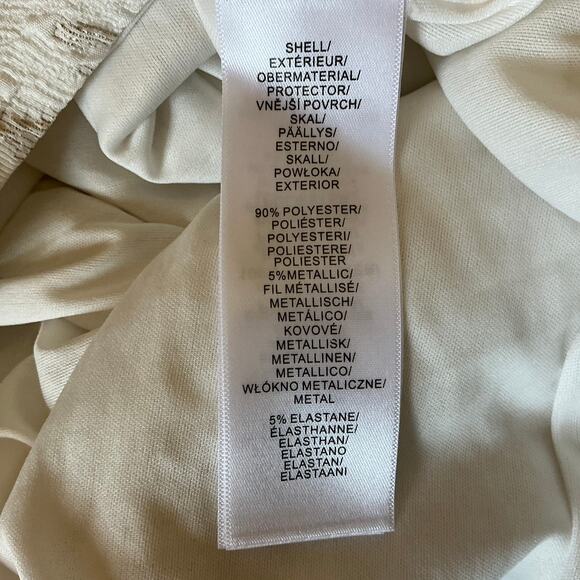 SHELL/
EXTÉRIEUR/
OBERMATERIAL/
PROTECTOR/
VNĚJŠÍ POVRCH/
SKAL/
PÄÄLLYS/
ESTERNO/
SKALL/
POWŁOKA/
EXTERIOR
90% POLYESTER/
POLIÉSTER/
POLYESTERI/
POLIESTERE/
POLIESTER
5%METALLIC/
FIL MÉTALLISÉ/
METALLISCH/
METÁLICO/
KOVOVÉ/
METALLISK/
METALLINEN/
METALLICO/
WŁÓKNO METALICZNE/
METAL
5% ELASTANE/
ÉLASTHANNE/
ELASTHAN/
ELASTANO
ELASTAN/
ELASTAANI